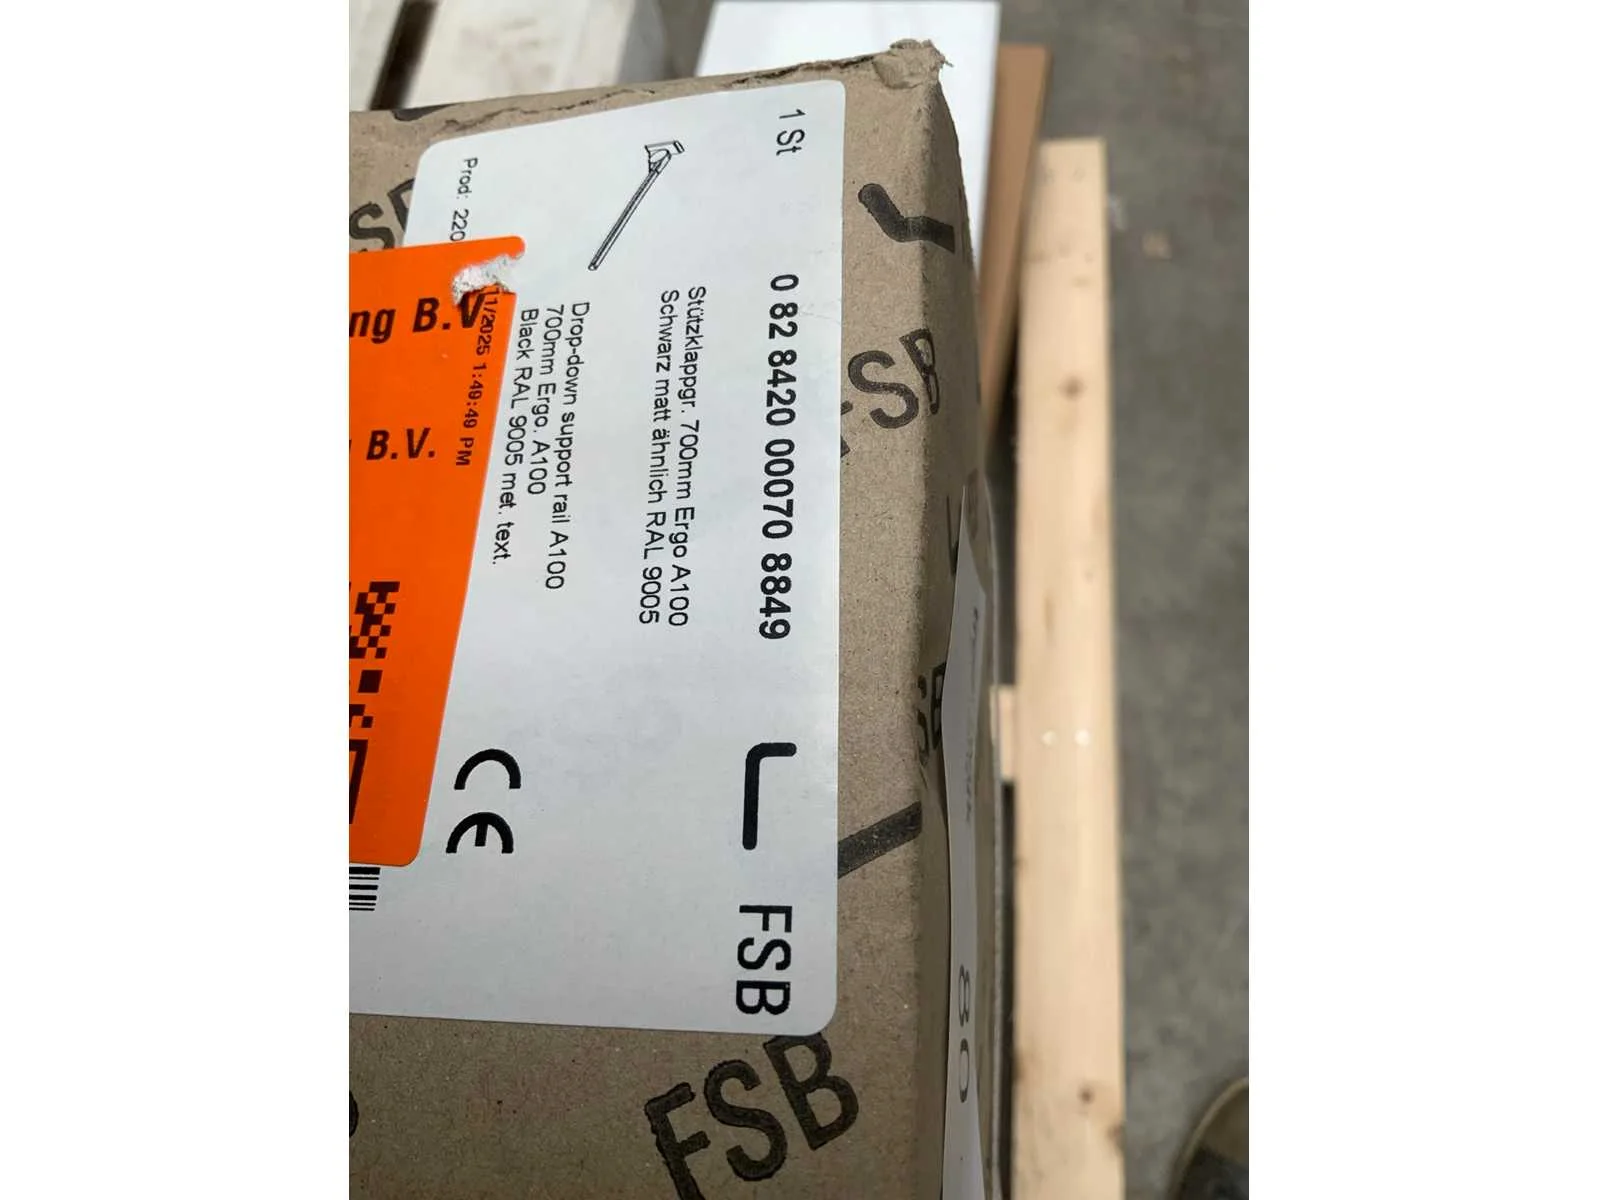 1 St
0 82 8420 00070 8849
FSB
Stützklappgr. 700mm Ergo A100
Schwarz matt ähnlich RAL 9005
Drop-down support rail A100
700mm Ergo. A100
Black RAL 9005 met. text.
CE
Prod: 220
11/2025 1:49:49 PM
ng B.V.
B.V.
FSB
FSB
80